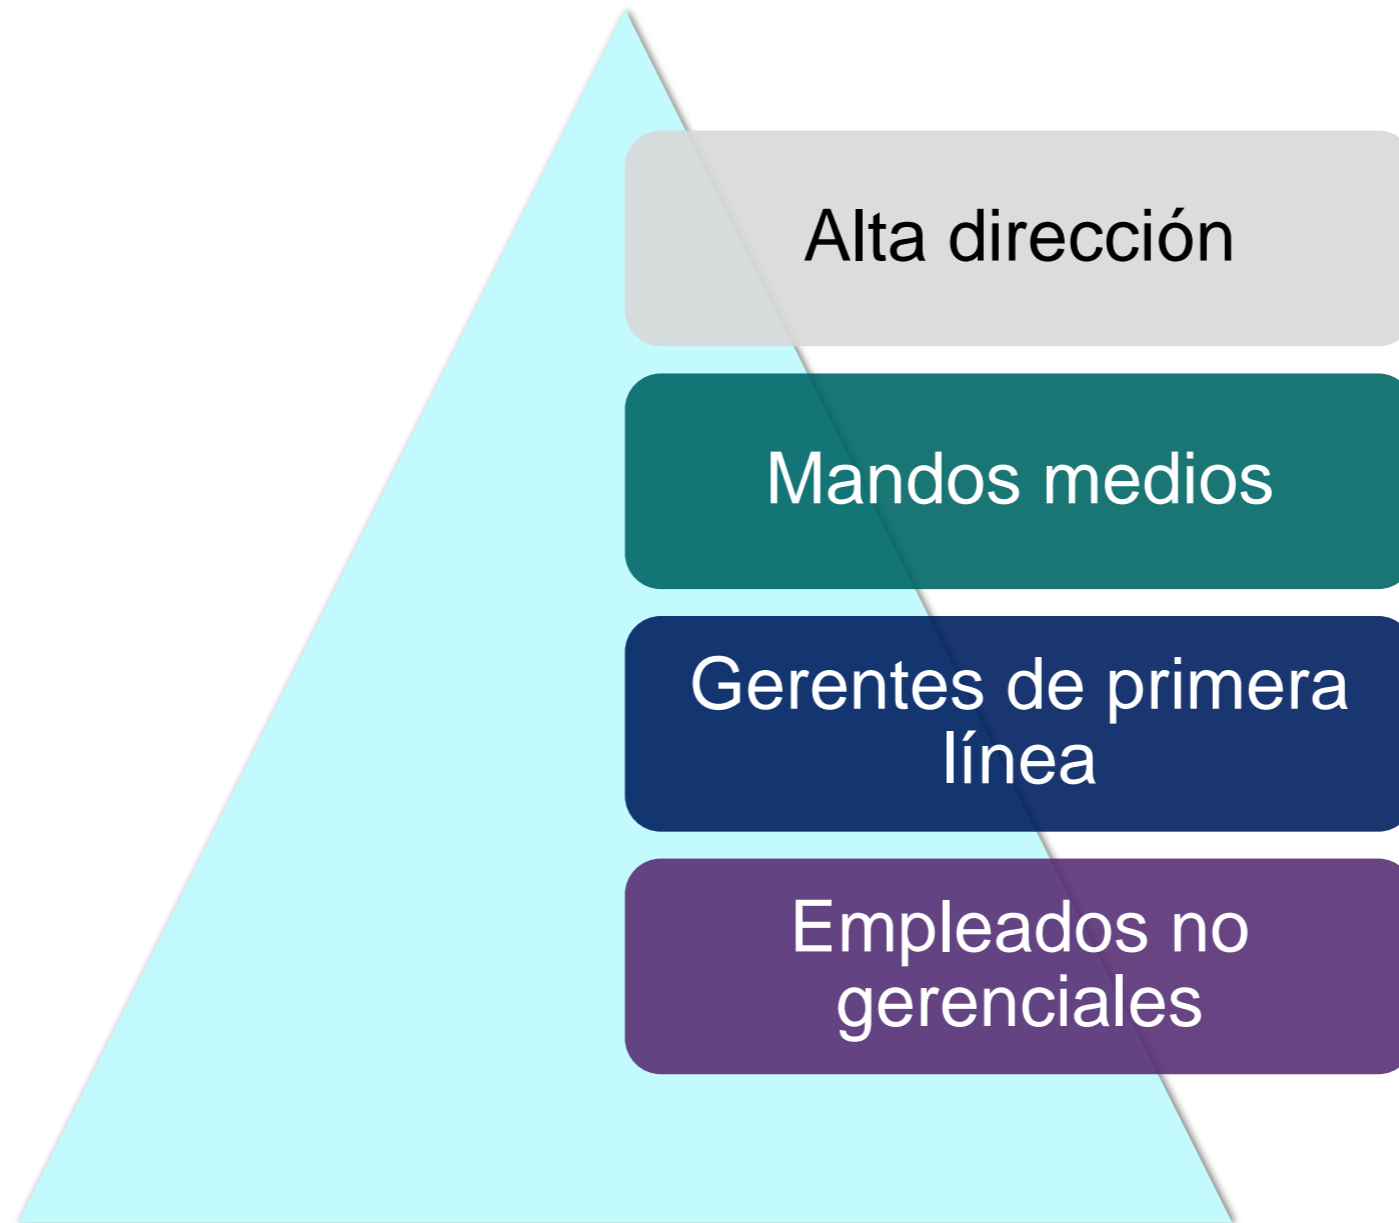 Alta dirección
Mandos medios
Gerentes de primera
línea
Empleados no
gerenciales